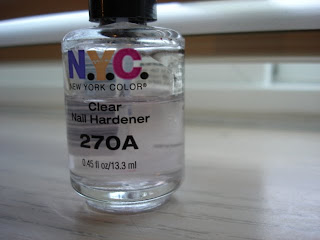 N.Y.C.
NEW YORK COLOR®
Clear
Nail Hardener
270A
0.45 fl oz/13.3 ml